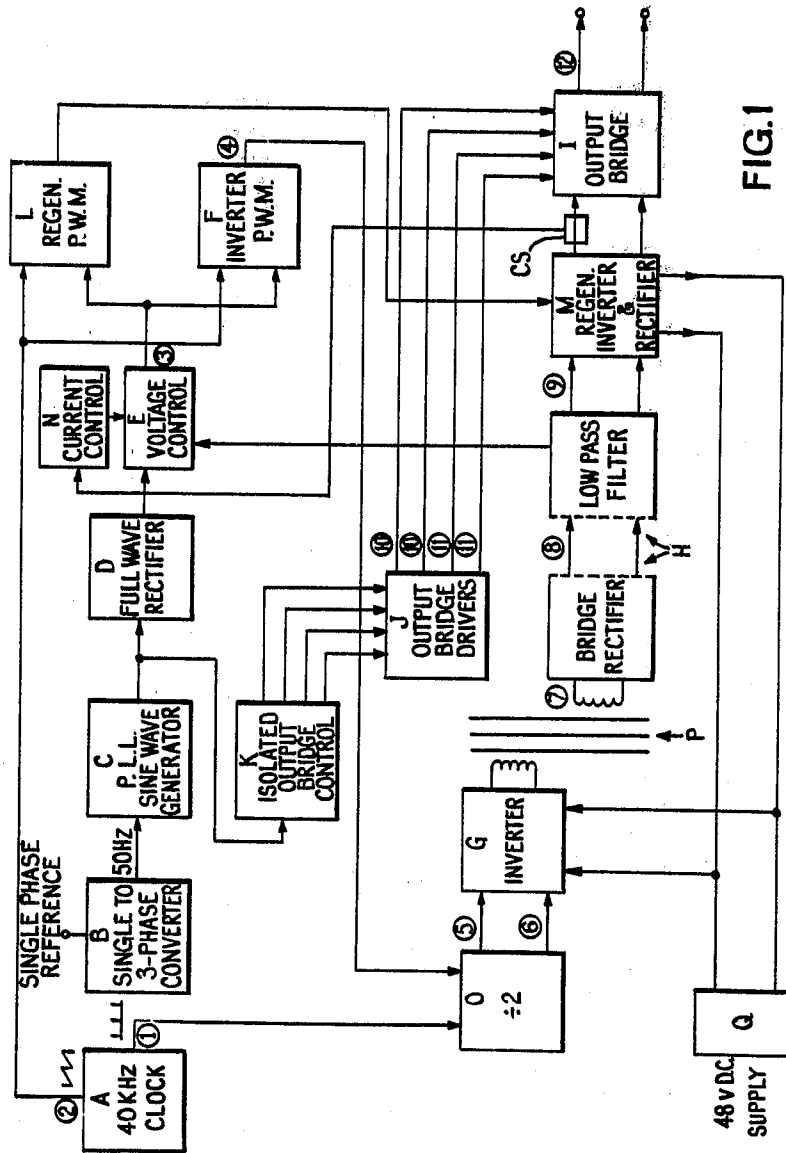 SINGLE PHASE
REFERENCE
②
A
40KHz
CLOCK
①
B
SINGLE TO
3-PHASE
CONVERTER
50Hz
C
P.L.L.
SINE WAVE
GENERATOR
D
FULL WAVE
RECTIFIER
N
CURRENT
CONTROL
E
VOLTAGE
CONTROL
③
L
REGEN.
P.W.M.
F
INVERTER
P.W.M.
④
K
ISOLATED
OUTPUT
BRIDGE
CONTROL
J
OUTPUT
BRIDGE
DRIVERS
⑩
⑩
⑪
⑪
O
÷2
⑤
⑥
G
INVERTER
P
⑦
BRIDGE
RECTIFIER
⑧
H
LOW PASS
FILTER
⑨
M
REGEN.
INVERTER
&
RECTIFIER
CS
I
OUTPUT
BRIDGE
⑫
48V D.C.
SUPPLY
Q
FIG.1